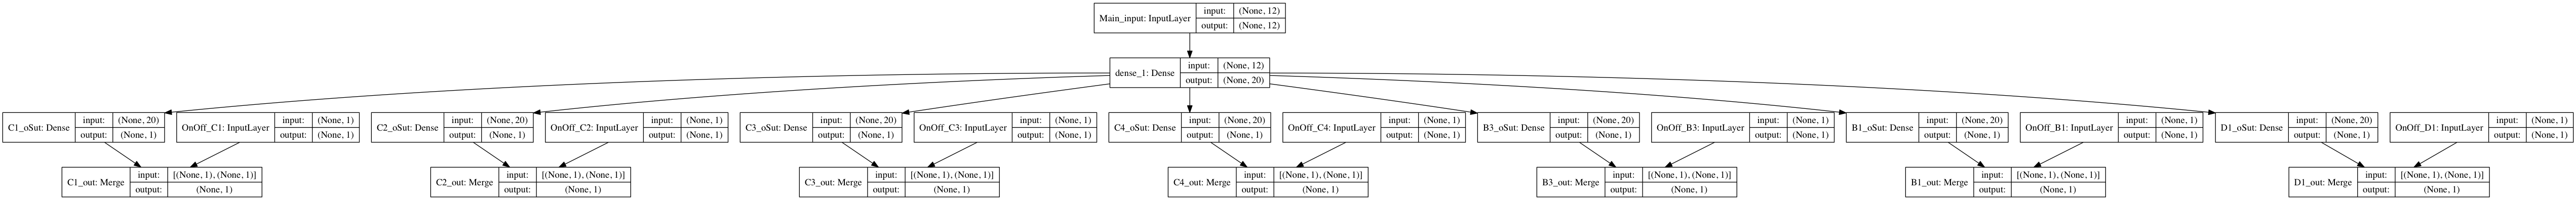 Main_input: InputLayer input: (None, 12)
output: (None, 12)
dense_1: Dense input: (None, 12)
output: (None, 20)
C1_oSut: Dense input: (None, 20)
output: (None, 1)
OnOff_C1: InputLayer input: (None, 1)
output: (None, 1)
C2_oSut: Dense input: (None, 20)
output: (None, 1)
OnOff_C2: InputLayer input: (None, 1)
output: (None, 1)
C3_oSut: Dense input: (None, 20)
output: (None, 1)
OnOff_C3: InputLayer input: (None, 1)
output: (None, 1)
C4_oSut: Dense input: (None, 20)
output: (None, 1)
OnOff_C4: InputLayer input: (None, 1)
output: (None, 1)
B3_oSut: Dense input: (None, 20)
output: (None, 1)
OnOff_B3: InputLayer input: (None, 1)
output: (None, 1)
B1_oSut: Dense input: (None, 20)
output: (None, 1)
OnOff_B1: InputLayer input: (None, 1)
output: (None, 1)
D1_oSut: Dense input: (None, 20)
output: (None, 1)
OnOff_D1: InputLayer input: (None, 1)
output: (None, 1)
C1_out: Merge input: [(None, 1), (None, 1)]
output: (None, 1)
C2_out: Merge input: [(None, 1), (None, 1)]
output: (None, 1)
C3_out: Merge input: [(None, 1), (None, 1)]
output: (None, 1)
C4_out: Merge input: [(None, 1), (None, 1)]
output: (None, 1)
B3_out: Merge input: [(None, 1), (None, 1)]
output: (None, 1)
B1_out: Merge input: [(None, 1), (None, 1)]
output: (None, 1)
D1_out: Merge input: [(None, 1), (None, 1)]
output: (None, 1)